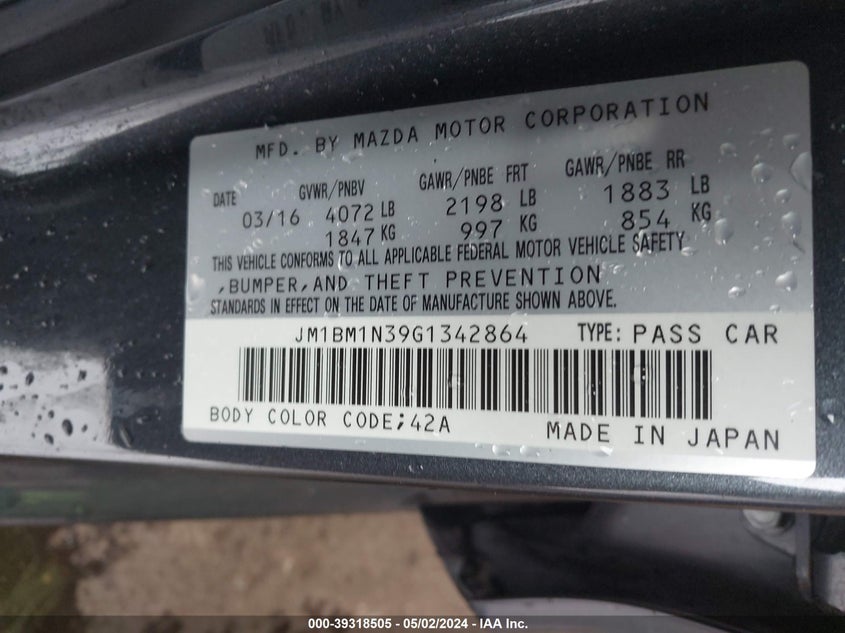 MFD. BY MAZDA MOTOR CORPORATION
DATE GVWR/PNBV GAWR/PNBE FRT GAWR/PNBE RR
03/16 4072 LB 2198 LB 1883 LB
1847 KG 997 KG 854 KG
THIS VEHICLE CONFORMS TO ALL APPLICABLE FEDERAL MOTOR VEHICLE SAFETY
,BUMPER,AND THEFT PREVENTION
STANDARDS IN EFFECT ON THE DATE OF MANUFACTURE SHOWN ABOVE.
JM1BM1N39G1342864 TYPE: PASS CAR
BODY COLOR CODE;42A MADE IN JAPAN
000-39318505 - 05/02/2024 - IAA Inc.